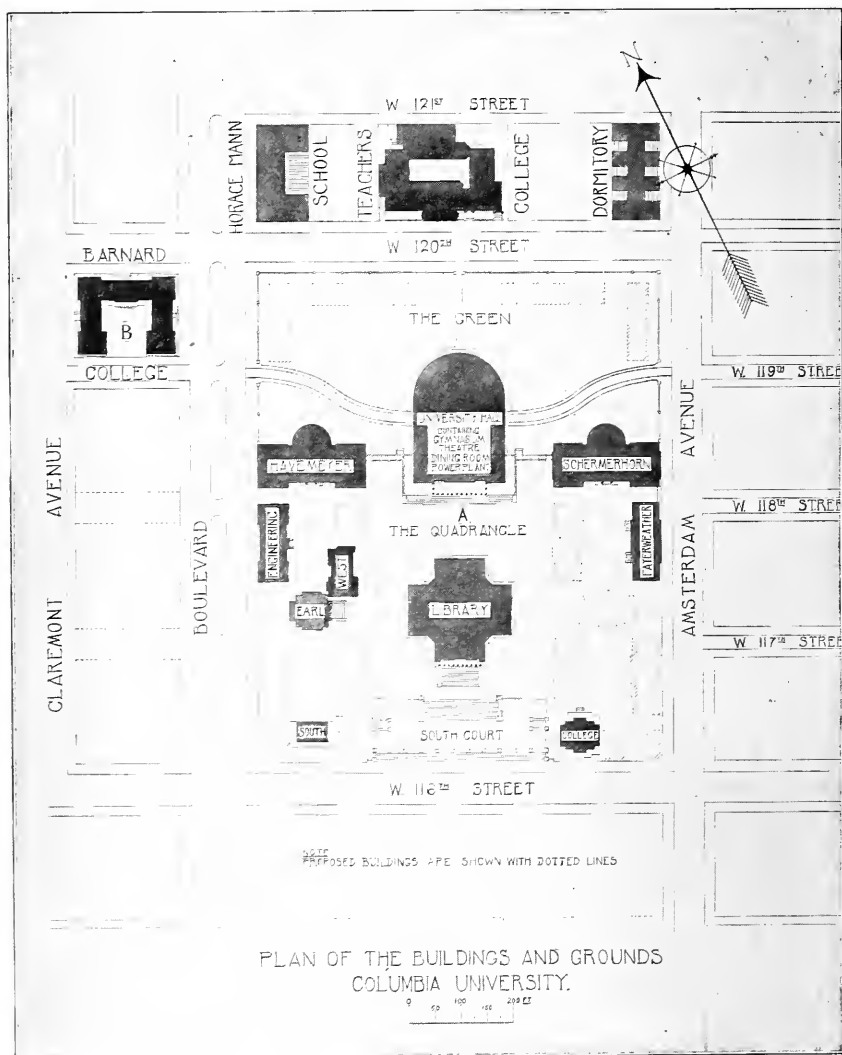 N
W 121ST STREET
HORACE MANN
SCHOOL
TEACHERS
COLLEGE
DORMITORY
W 120TH STREET
BARNARD
B
COLLEGE
THE GREEN
W. 119TH STREE
UNIVERSITY HALL
CONTAINING
GYMNASIUM
THEATRE
DINING ROOM
POWER PLANT
HAVEMEYER
SCHERMERHORN
AVENUE
AVENUE
W. 118TH STREE
A
THE QUADRANGLE
ENGINEERING
WEST
FAYERWEATHER
EARL
LIBRARY
BOULEVARD
AMSTERDAM
CLAREMONT
W 117TH STREE
SOUTH
SOUTH COURT
COLLEGE
W. 116TH STREET
NOTE
PROPOSED BUILDINGS ARE SHOWN WITH DOTTED LINES
PLAN OF THE BUILDINGS AND GROUNDS
COLUMBIA UNIVERSITY.
0 50 100 150 200 FT